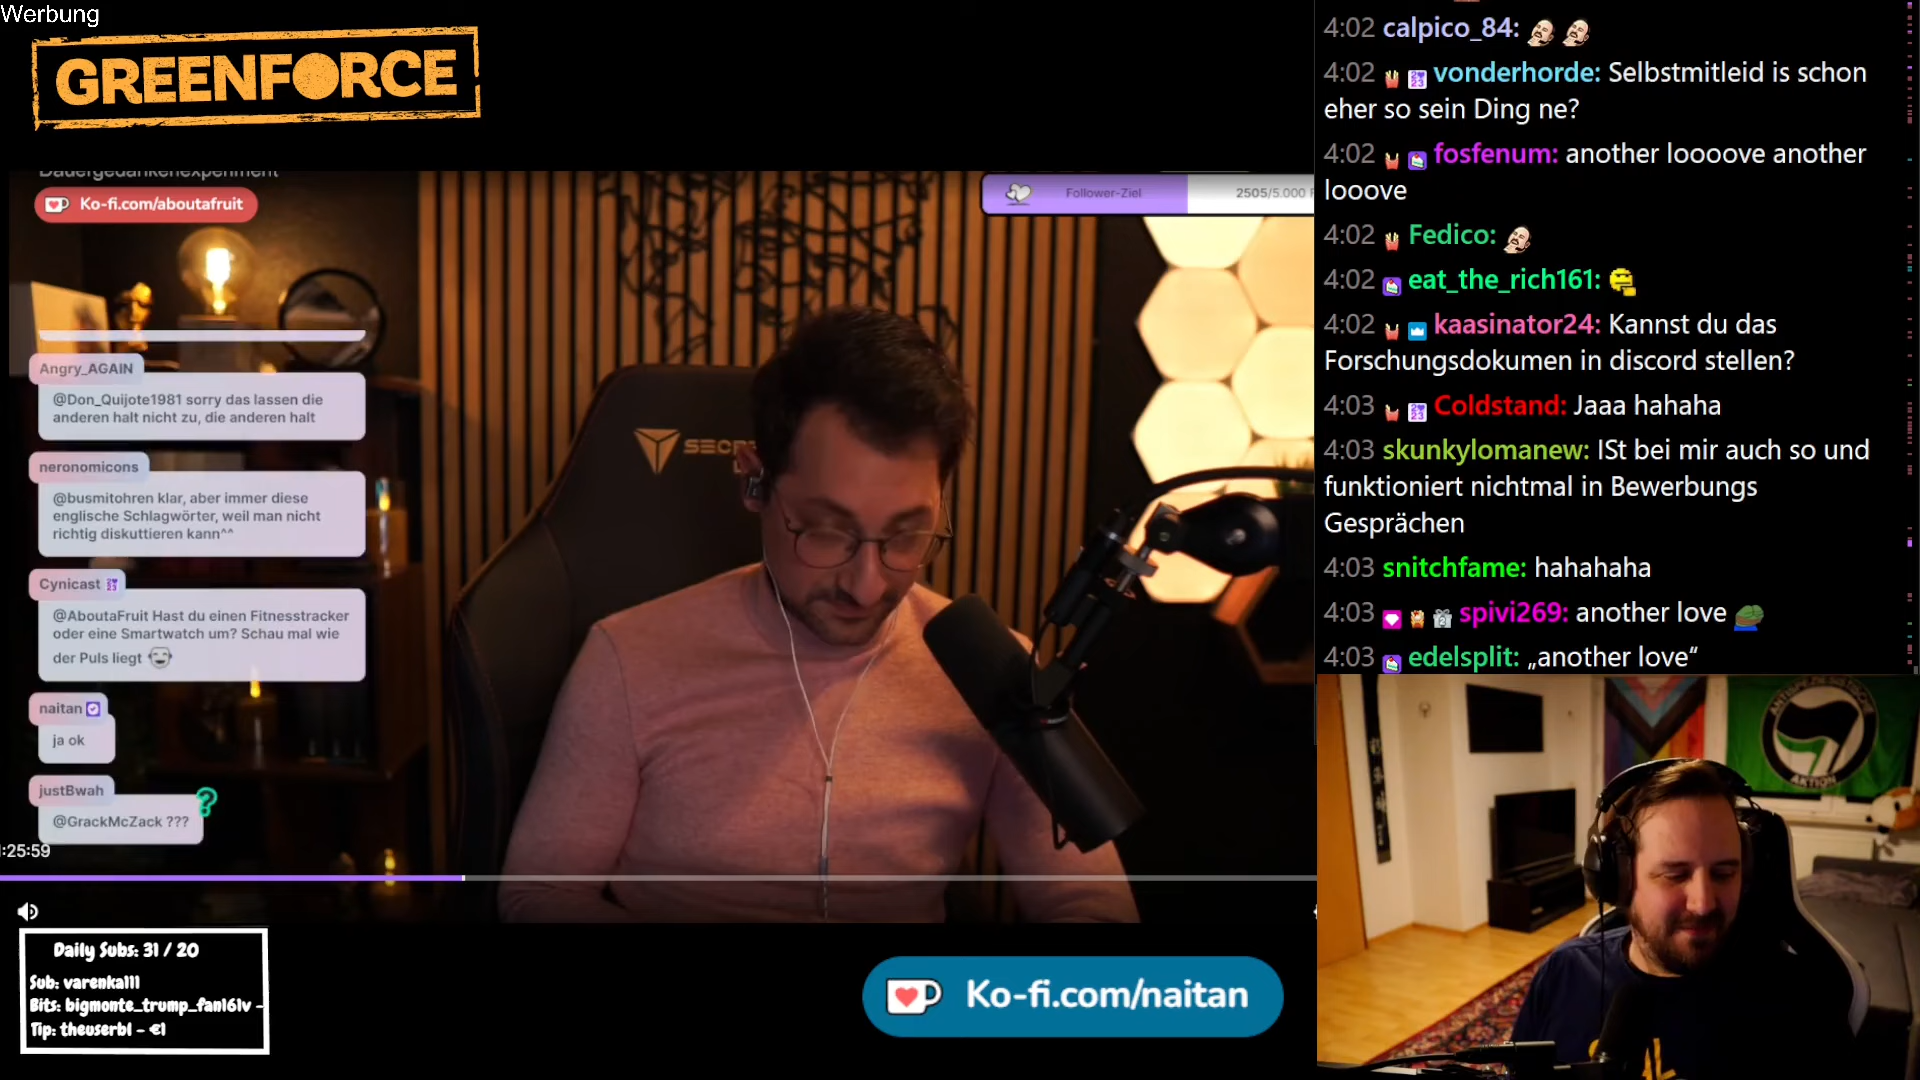 Werbung
GREENFORCE
Dauergedankenexperiment
Ko-fi.com/aboutafruit
Follower-Ziel
2505/5.000
Angry_AGAIN
@Don_Quijote1981 sorry das lassen die
anderen halt nicht zu, die anderen halt
neronomicons
@busmitohren klar, aber immer diese
englische Schlagwörter, weil man nicht
richtig diskuttieren kann^^
Cynicast
@AboutaFruit Hast du einen Fitnesstracker
oder eine Smartwatch um? Schau mal wie
der Puls liegt
naitan
ja ok
justBwah
@GrackMcZack ???
:25:59
Daily Subs: 31 / 20
Sub: varenka111
Bits: bigmonte_trump_fan161v -
Tip: theuserb1 - €1
Ko-fi.com/naitan
4:02 calpico_84:
4:02 vonderhorde: Selbstmitleid is schon
eher so sein Ding ne?
4:02 fosfenum: another loooove another
looove
4:02 Fedico:
4:02 eat_the_rich161:
4:02 kaasinator24: Kannst du das
Forschungsdokumen in discord stellen?
4:03 Coldstand: Jaaa hahaha
4:03 skunkylomanew: ISt bei mir auch so und
funktioniert nichtmal in Bewerbungs
Gesprächen
4:03 snitchfame: hahahaha
4:03 spivi269: another love
4:03 edelsplit: „another love“
ANTISPEZIESISTISCHE
AKTION